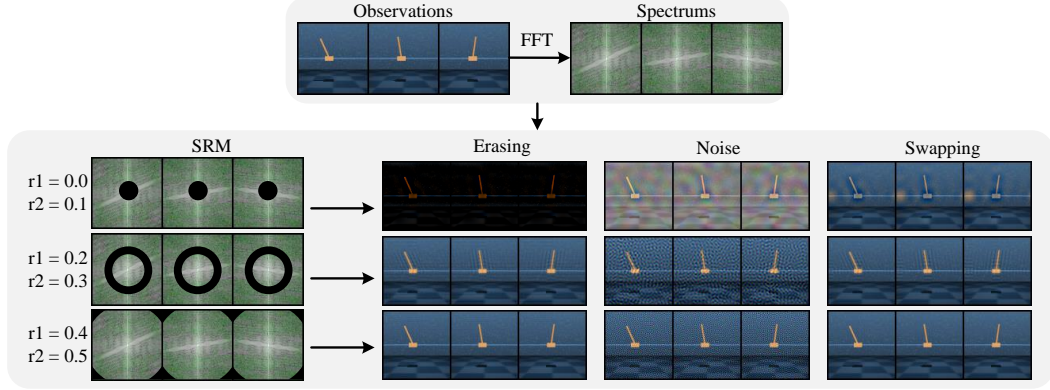 Observations
Spectrums
FFT
SRM
Erasing
Noise
Swapping
r1 = 0.0
r2 = 0.1
r1 = 0.2
r2 = 0.3
r1 = 0.4
r2 = 0.5